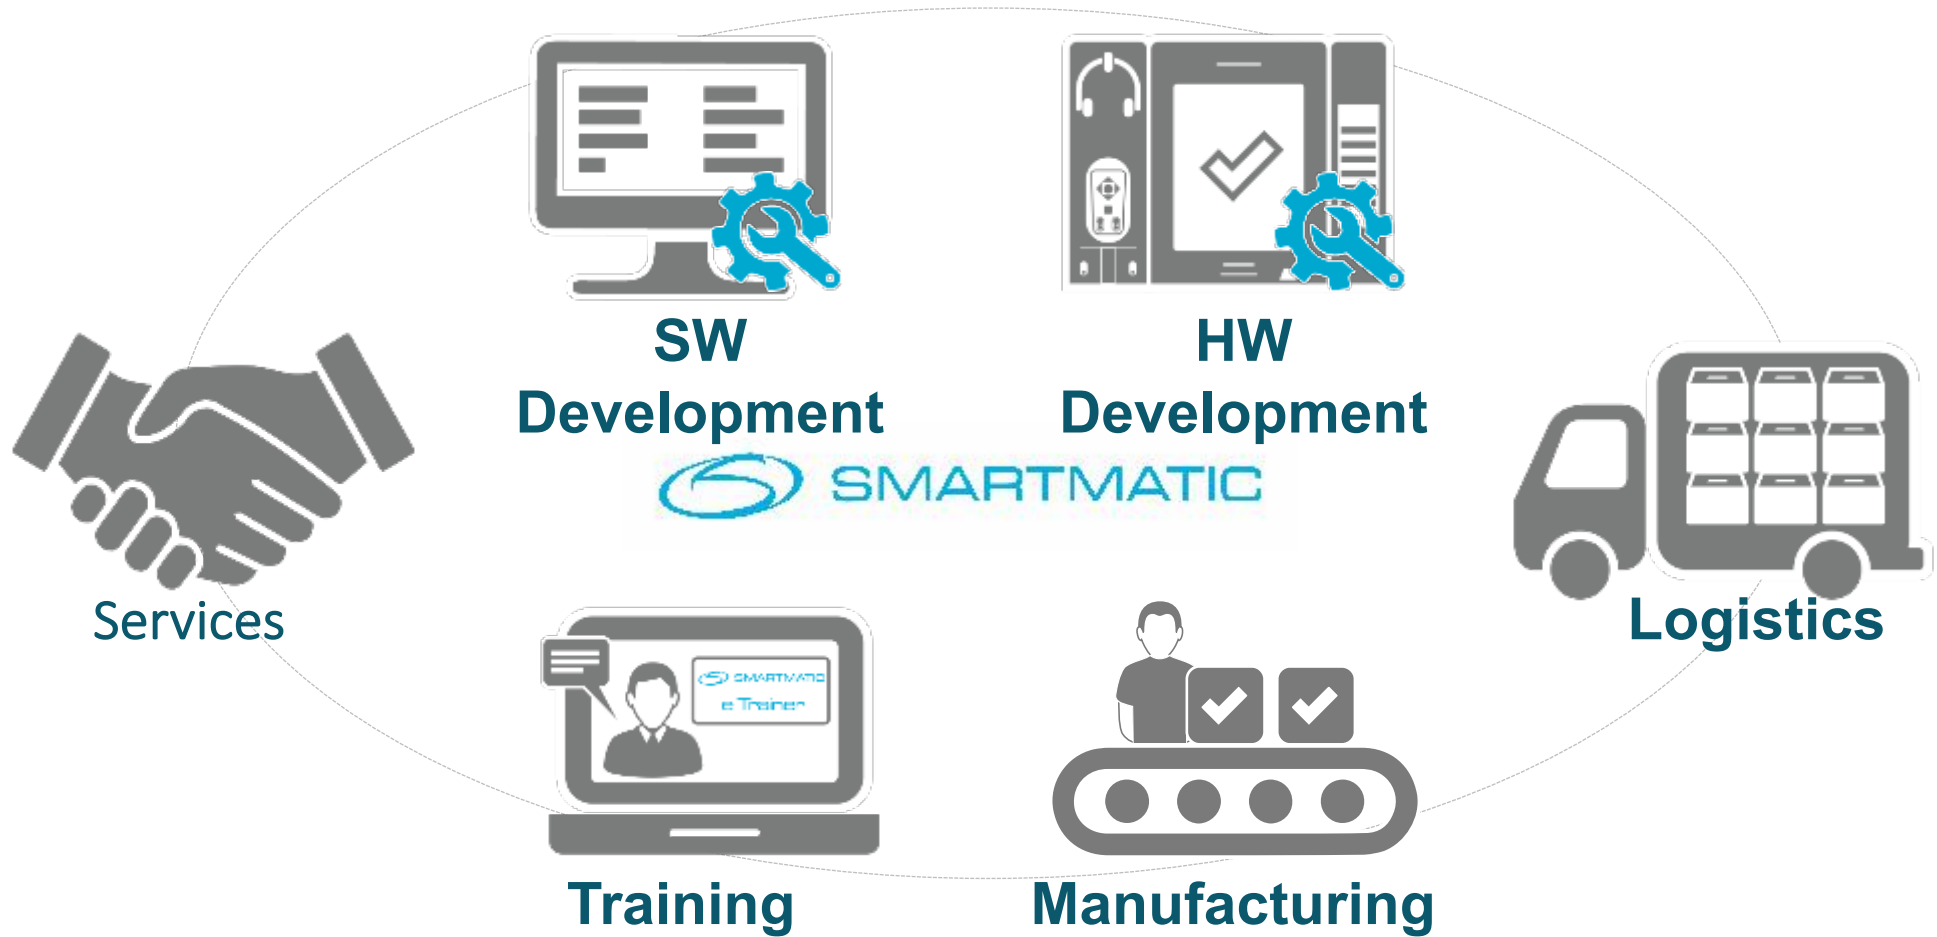 SW
Development
HW
Development
SMARTMATIC
Services
Logistics
SMARTMATIC
e Trainer
Training
Manufacturing